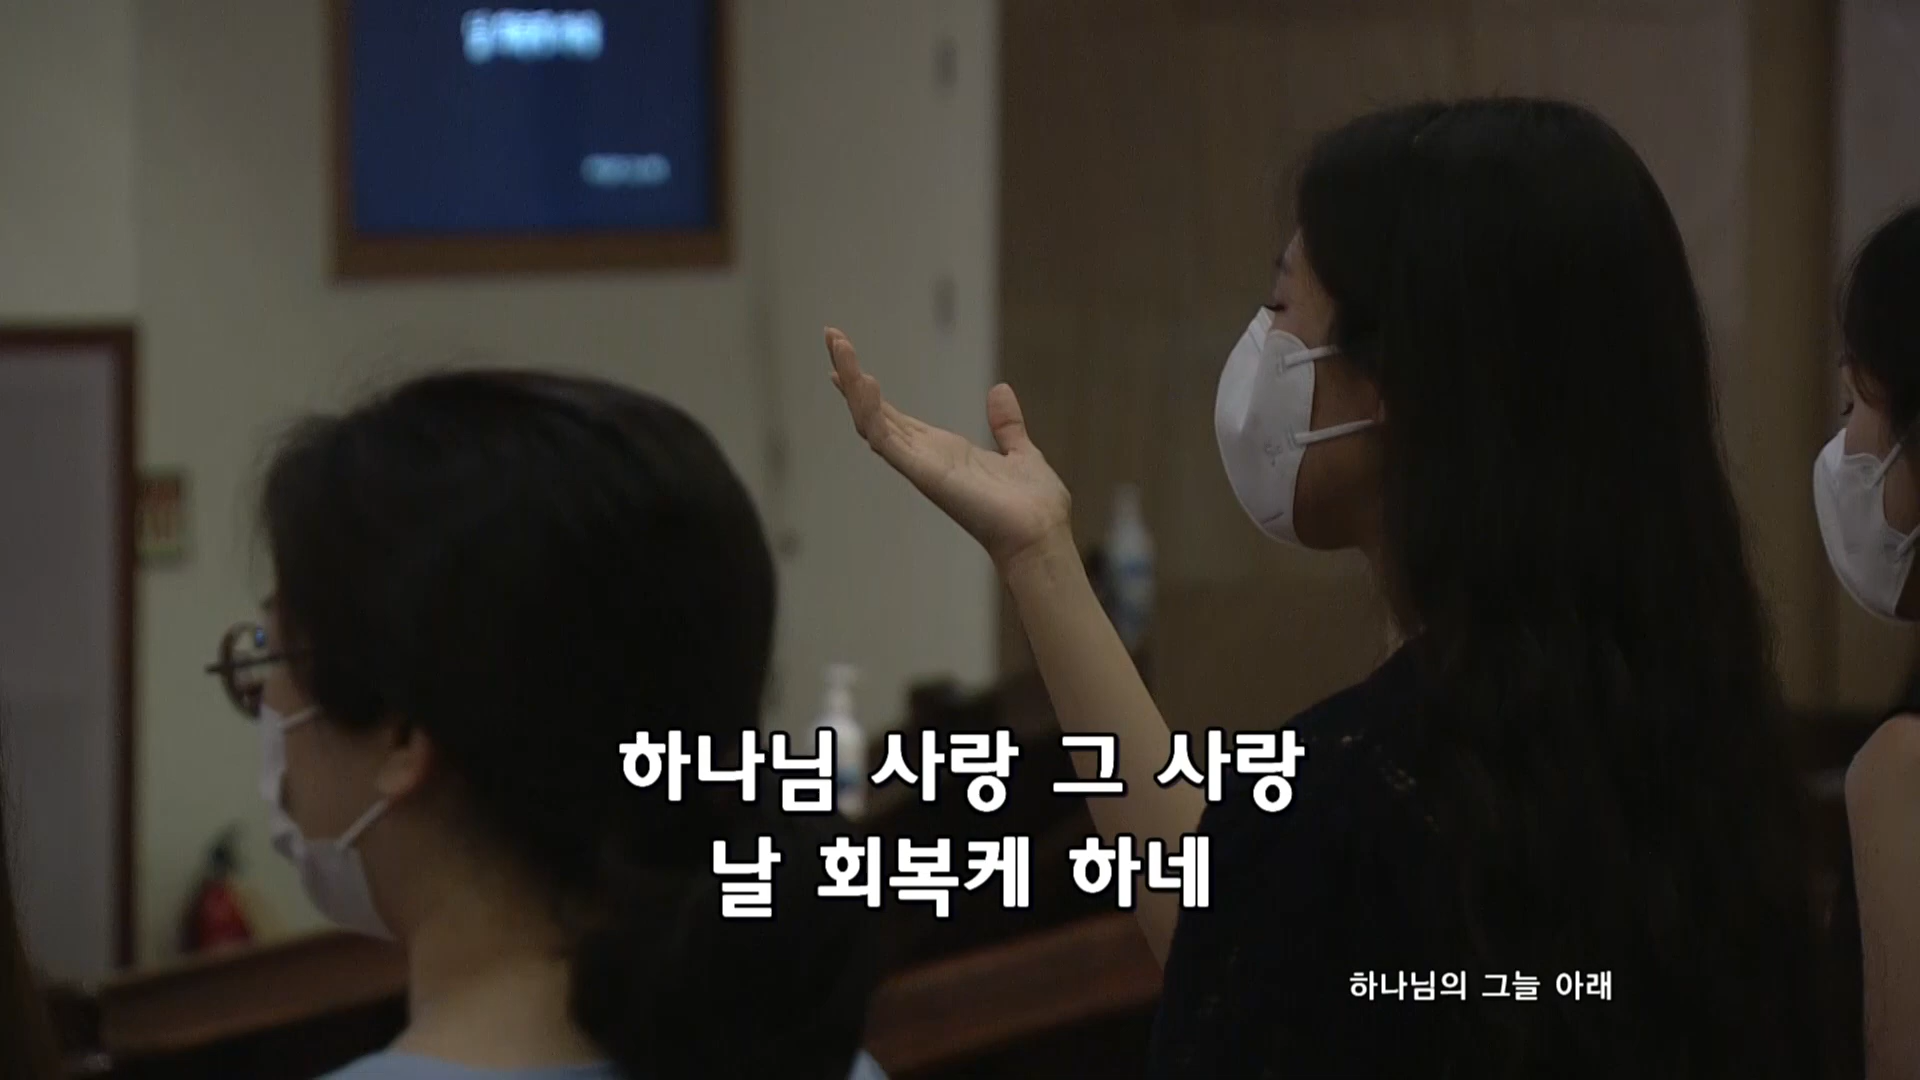 하나님 사랑 그 사랑
날 회복케 하네
하나님의 그늘 아래